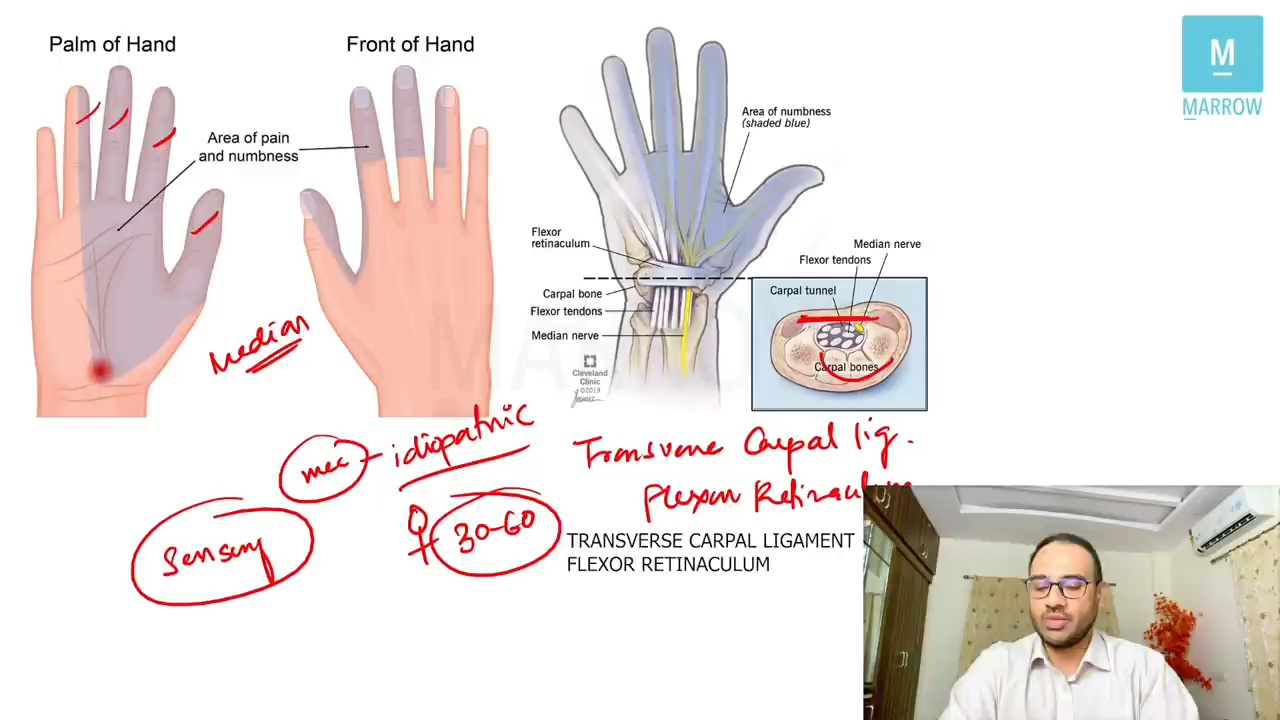 Palm of Hand
Front of Hand
M
MARROW
Area of pain
and numbness
Area of numbness
(shaded blue)
Flexor
retinaculum
Carpal bone
Flexor tendons
Median nerve
Cleveland
Clinic
©2019
Median nerve
Flexor tendons
Carpal tunnel
Carpal bones
Median
mcc - idiopathic
Transverse Carpal lig.
Flexor Retinaculum
♀ 30-60
Sensory
TRANSVERSE CARPAL LIGAMENT
FLEXOR RETINACULUM